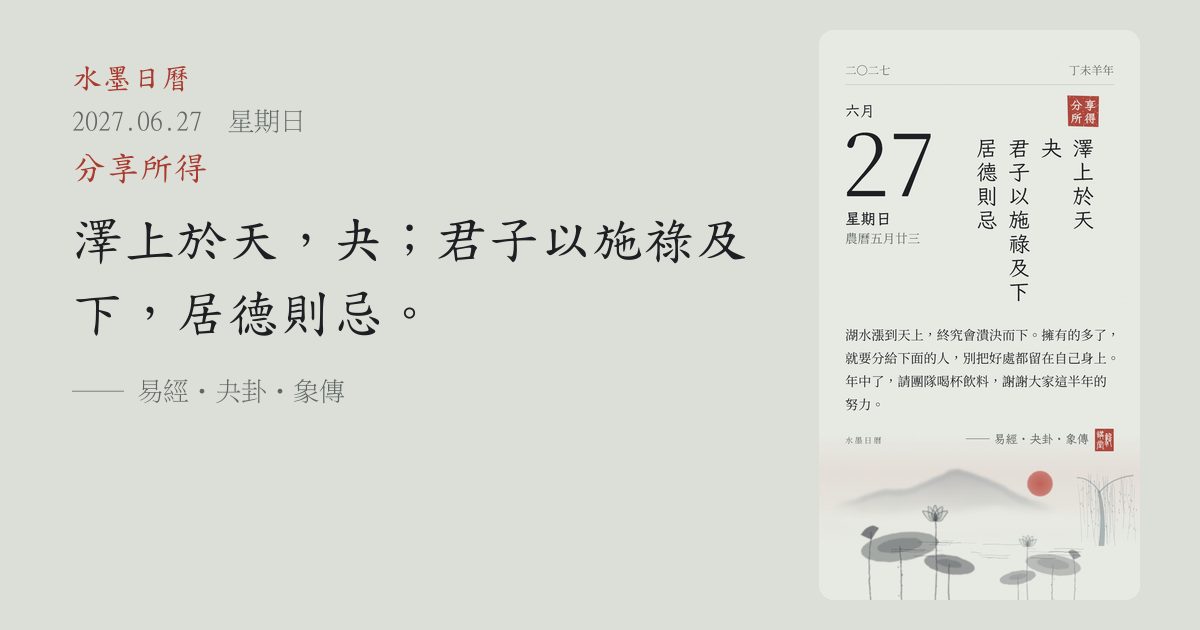 水墨日曆
2027.06.27 星期日
分享所得
澤上於天，夬；君子以施祿及
下，居德則忌。
—— 易經・夬卦・象傳
二〇二七
丁未羊年
六月
27
星期日
農曆五月廿三
分享所得
澤上於天
夬
君子以施祿及下
居德則忌
湖水漲到天上，終究會潰決而下。擁有的多了，
就要分給下面的人，別把好處都留在自己身上。
年中了，請團隊喝杯飲料，謝謝大家這半年的
努力。
水墨日曆
—— 易經・夬卦・象傳